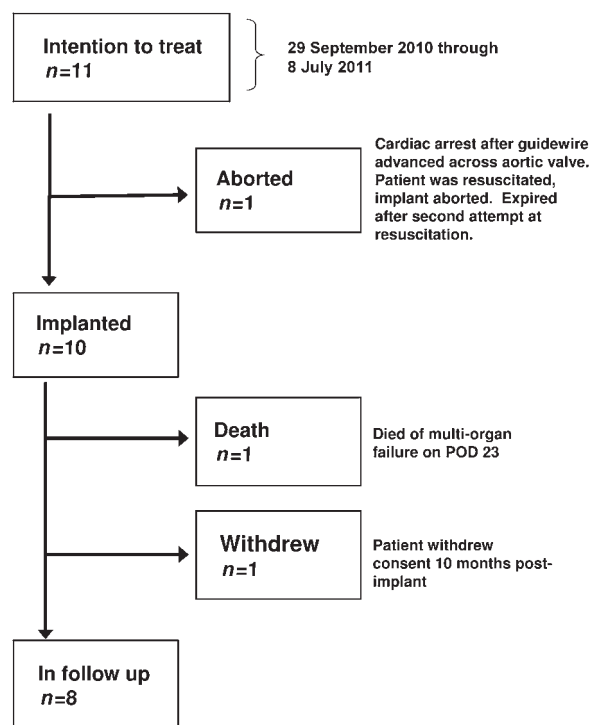 Intention to treat
n=11
29 September 2010 through
8 July 2011
Cardiac arrest after guidewire
advanced across aortic valve.
Patient was resuscitated,
implant aborted. Expired
after second attempt at
resuscitation.
Aborted
n=1
Implanted
n=10
Death
n=1
Died of multi-organ
failure on POD 23
Withdrew
n=1
Patient withdrew
consent 10 months post-
implant
In follow up
n=8